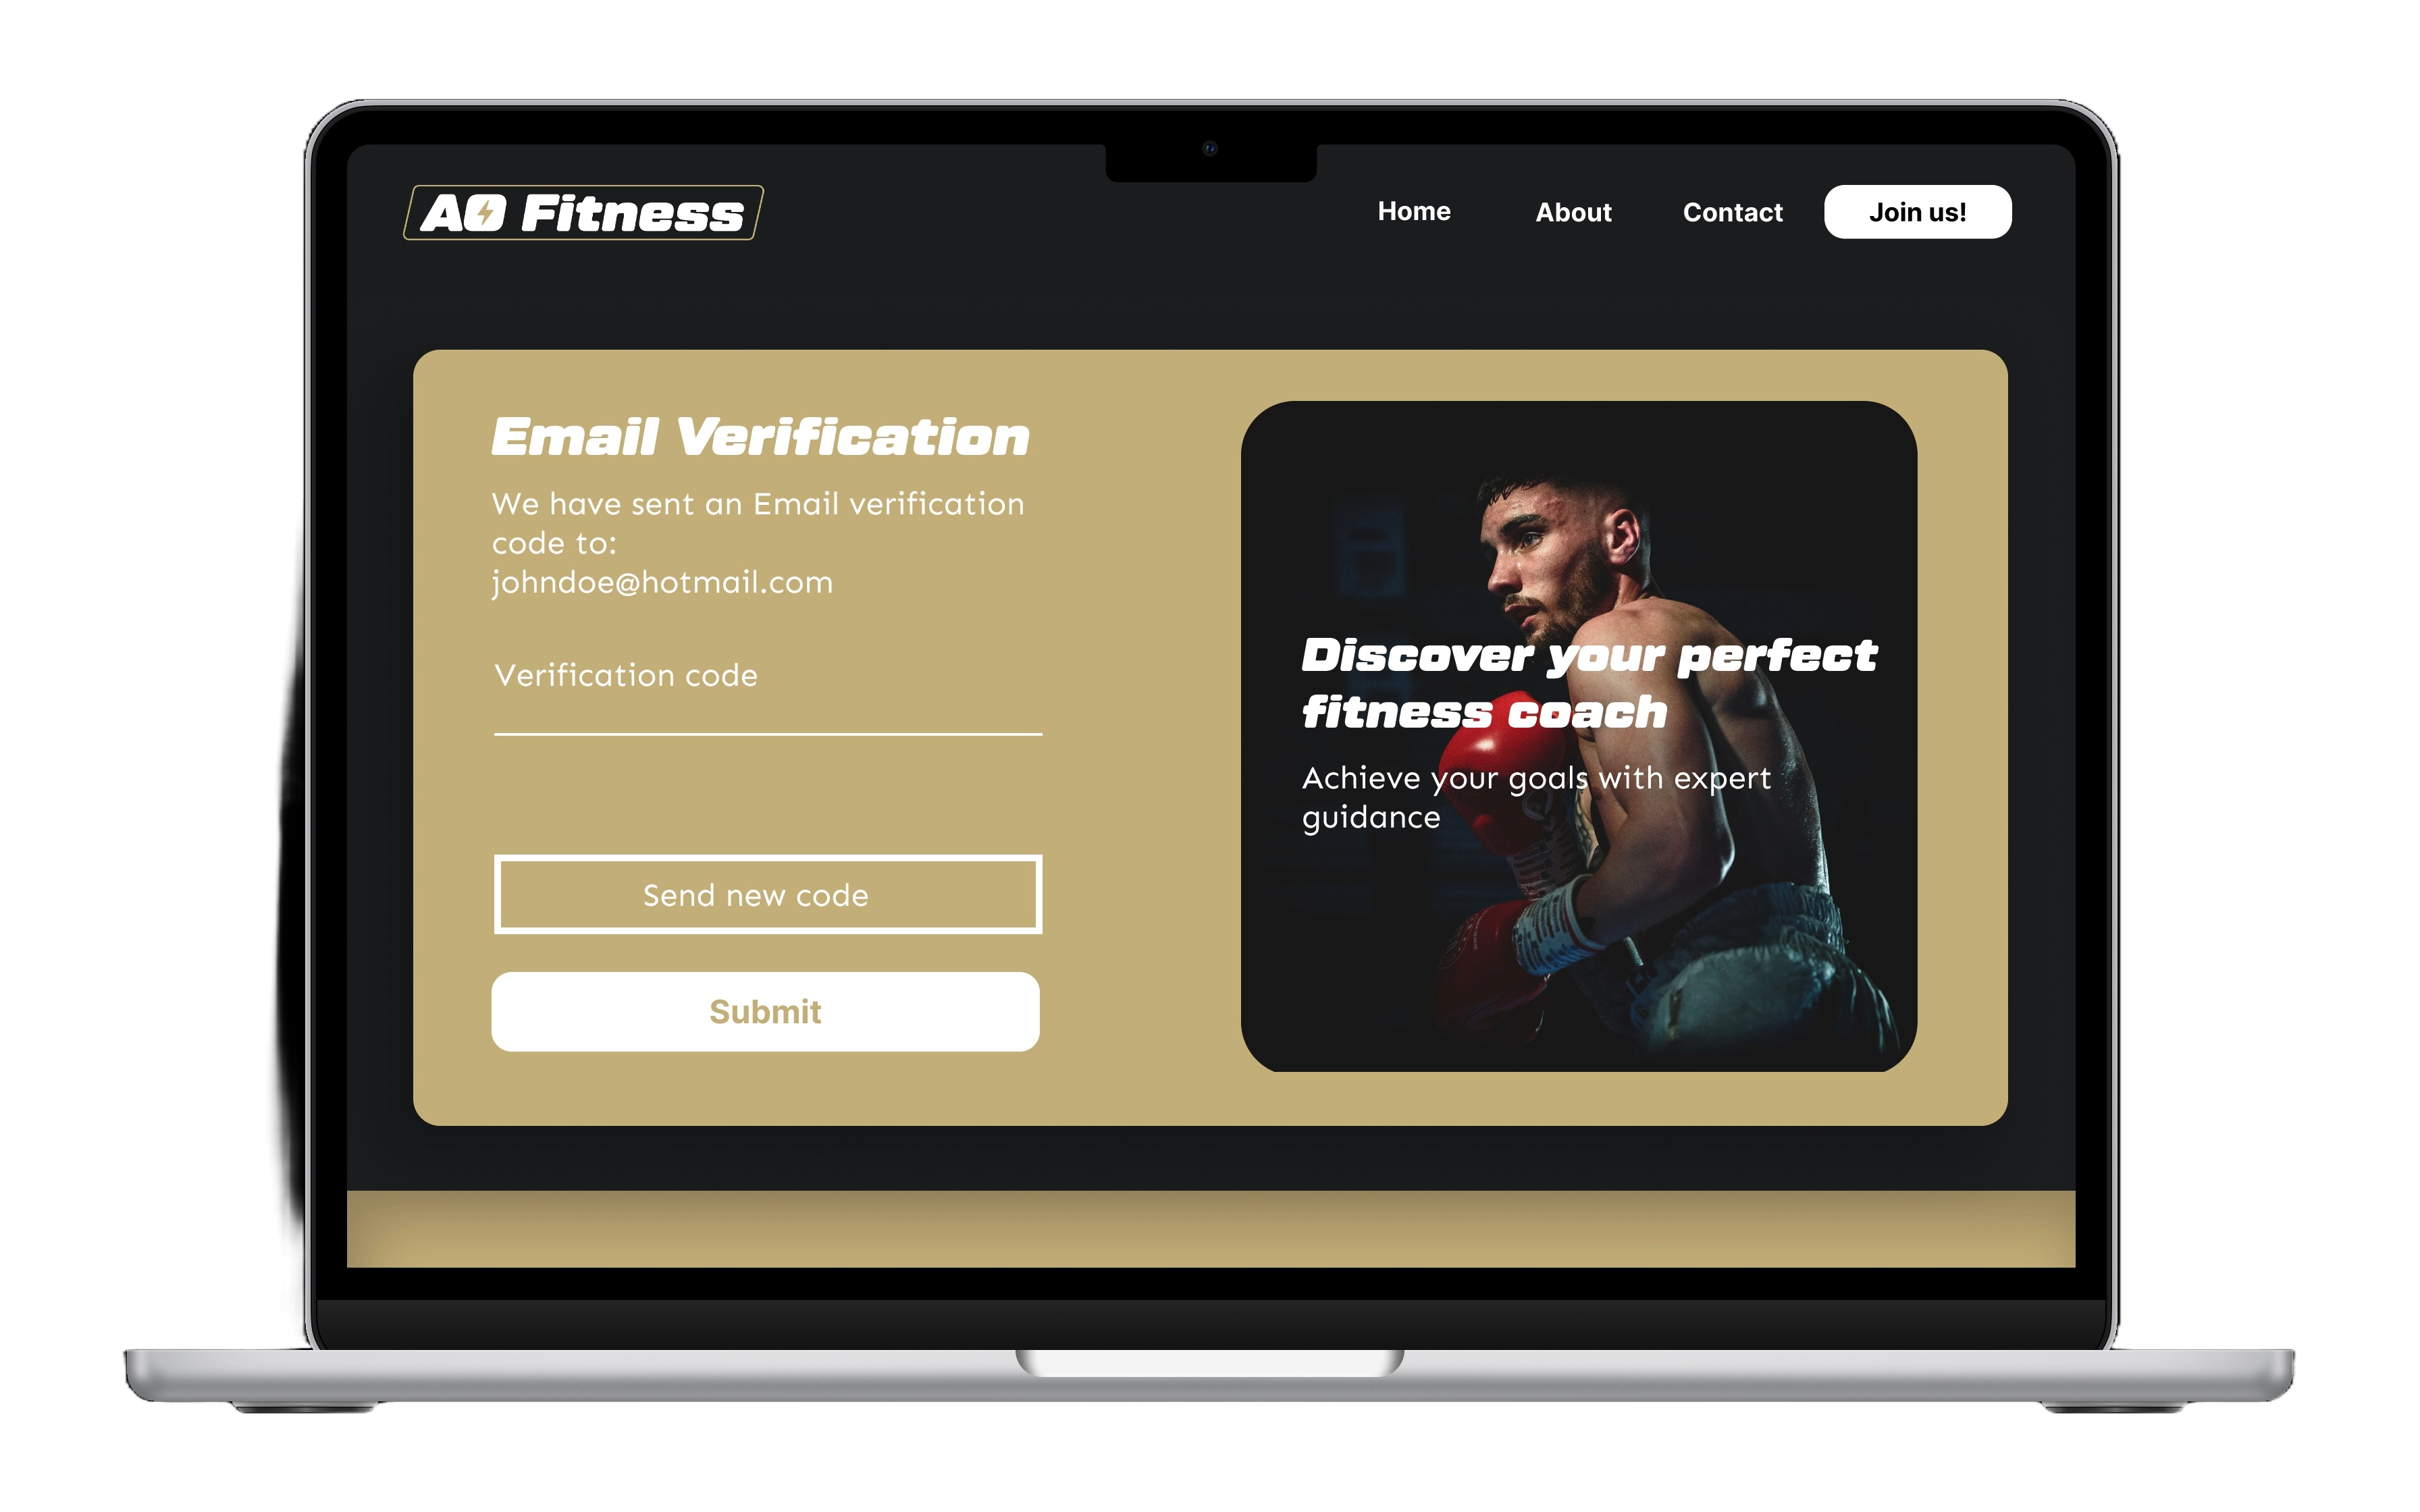 AO Fitness
Home
About
Contact
Join us!
Email Verification
We have sent an Email verification
code to:
johndoe@hotmail.com
Verification code
Send new code
Submit
Discover your perfect
fitness coach
Achieve your goals with expert
guidance